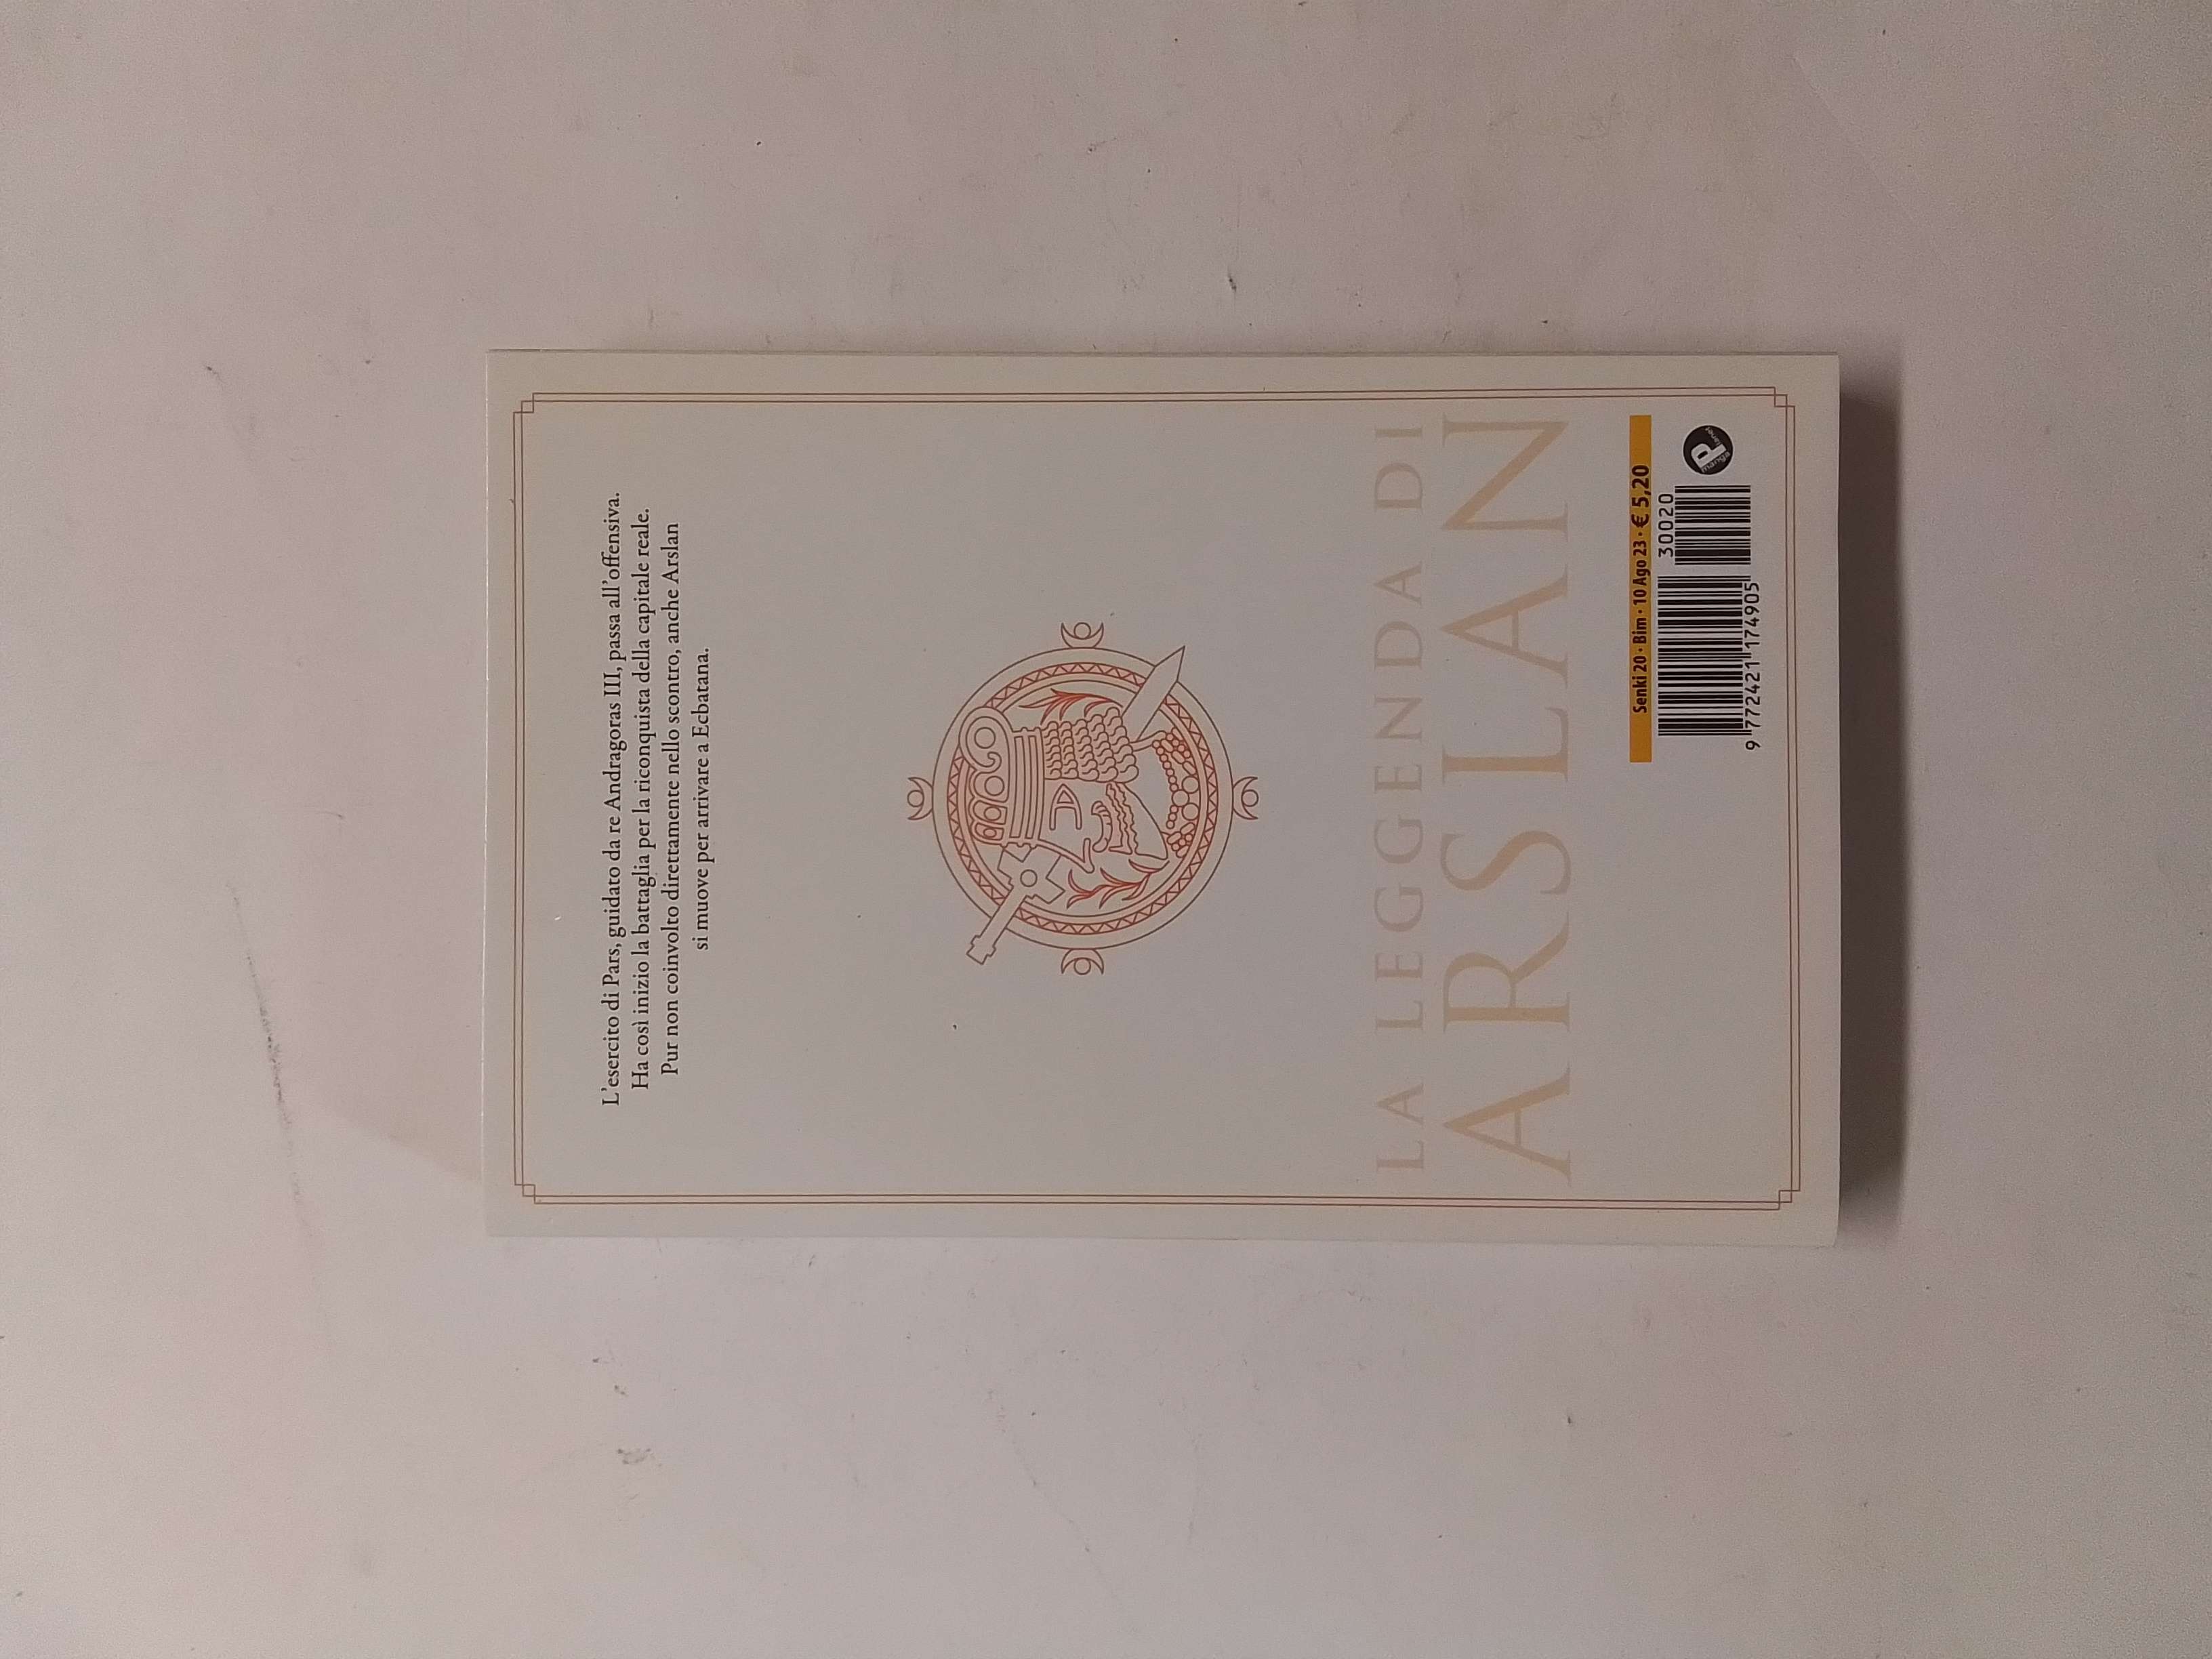 L'esercito di Pars, guidato da re Andragoras III, passa all'offensiva.
Ha così inizio la battaglia per la riconquista della capitale reale.
Pur non coinvolto direttamente nello scontro, anche Arslan
si muove per arrivare a Ecbatana.
LA LEGGENDA DI
ARSLAN
Senki 20 · Bim · 10 Ago 23 · € 5,20
30020
9 772421 174905
P
Planet
manga